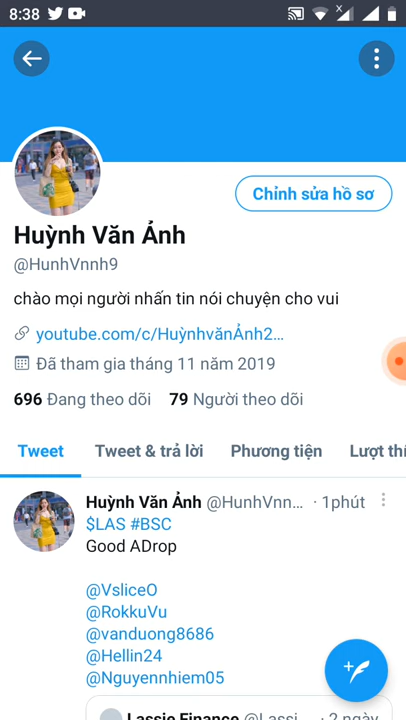 8:38
Chỉnh sửa hồ sơ
Huỳnh Văn Ảnh
@HunhVnnh9
chào mọi người nhấn tin nói chuyện cho vui
youtube.com/c/HuỳnhvănẢnh2…
Đã tham gia tháng 11 năm 2019
696 Đang theo dõi 79 Người theo dõi
Tweet Tweet & trả lời Phương tiện Lượt thí
Huỳnh Văn Ảnh @HunhVnn… · 1phút
$LAS #BSC
Good ADrop
@VsliceO
@RokkuVu
@vanduong8686
@Hellin24
@Nguyennhiem05
Lassie Finance @Lassi… · 2 ngày